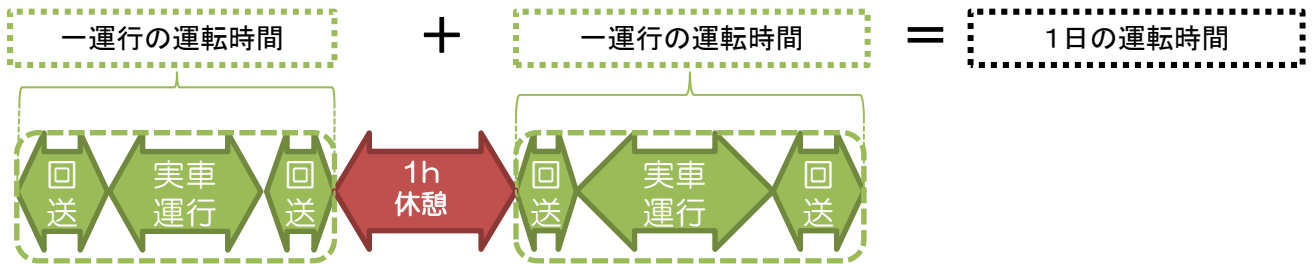 一運行の運転時間
＋
一運行の運転時間
＝
１日の運転時間
回
送
実車
運行
回
送
１ｈ
休憩
回
送
実車
運行
回
送